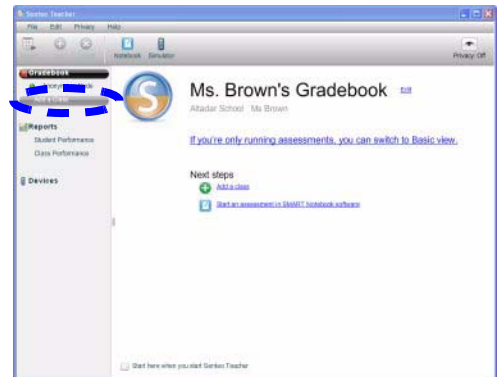 Senteo Teacher
File Edit Privacy Help
Notebook Simulator Privacy Off
Gradebook
Add a Class
Reports
Student Performance
Class Performance
Devices
Ms. Brown's Gradebook Edit
Altadar School Ms Brown
If you're only running assessments, you can switch to Basic view.
Next steps
Add a class
Start an assessment in SMART Notebook software
Start here when you start Senteo Teacher